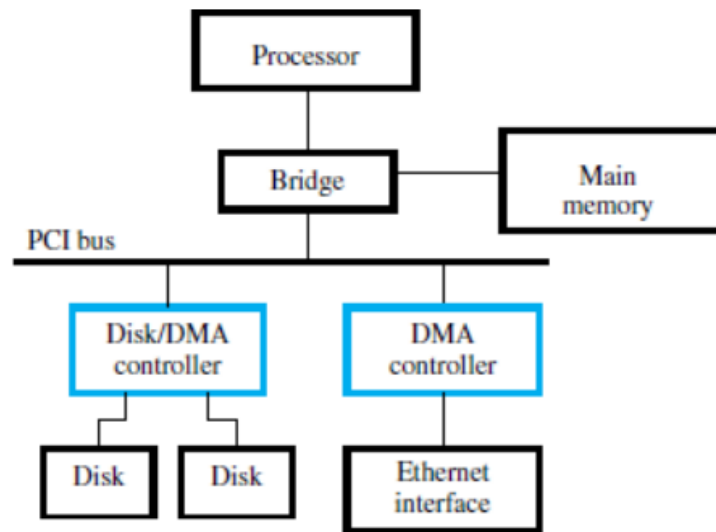 Processor
Bridge
Main
memory
PCI bus
Disk/DMA
controller
DMA
controller
Disk
Disk
Ethernet
interface